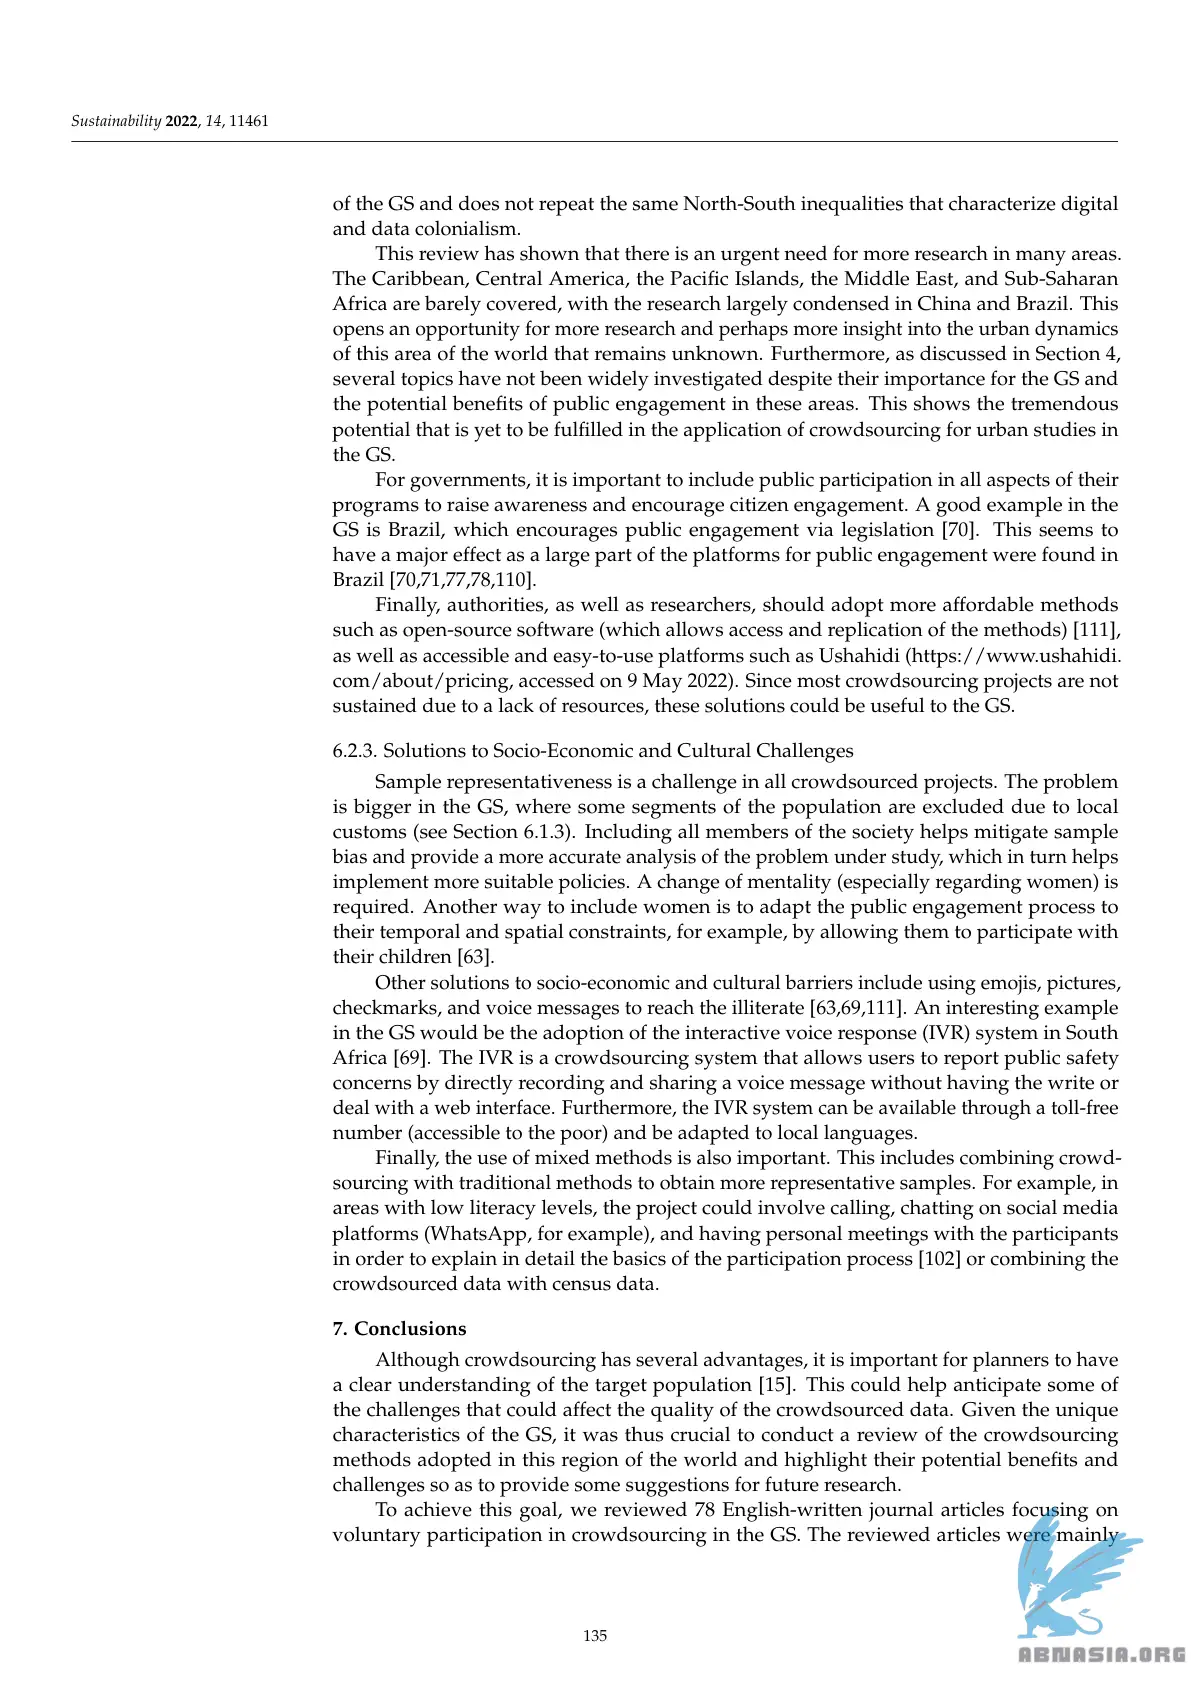 Sustainability 2022, 14, 11461
of the GS and does not repeat the same North-South inequalities that characterize digital
and data colonialism.
This review has shown that there is an urgent need for more research in many areas.
The Caribbean, Central America, the Pacific Islands, the Middle East, and Sub-Saharan
Africa are barely covered, with the research largely condensed in China and Brazil. This
opens an opportunity for more research and perhaps more insight into the urban dynamics
of this area of the world that remains unknown. Furthermore, as discussed in Section 4,
several topics have not been widely investigated despite their importance for the GS and
the potential benefits of public engagement in these areas. This shows the tremendous
potential that is yet to be fulfilled in the application of crowdsourcing for urban studies in
the GS.
For governments, it is important to include public participation in all aspects of their
programs to raise awareness and encourage citizen engagement. A good example in the
GS is Brazil, which encourages public engagement via legislation [70]. This seems to
have a major effect as a large part of the platforms for public engagement were found in
Brazil [70,71,77,78,110].
Finally, authorities, as well as researchers, should adopt more affordable methods
such as open-source software (which allows access and replication of the methods) [111],
as well as accessible and easy-to-use platforms such as Ushahidi (https://www.ushahidi.
com/about/pricing, accessed on 9 May 2022). Since most crowdsourcing projects are not
sustained due to a lack of resources, these solutions could be useful to the GS.
6.2.3. Solutions to Socio-Economic and Cultural Challenges
Sample representativeness is a challenge in all crowdsourced projects. The problem
is bigger in the GS, where some segments of the population are excluded due to local
customs (see Section 6.1.3). Including all members of the society helps mitigate sample
bias and provide a more accurate analysis of the problem under study, which in turn helps
implement more suitable policies. A change of mentality (especially regarding women) is
required. Another way to include women is to adapt the public engagement process to
their temporal and spatial constraints, for example, by allowing them to participate with
their children [63].
Other solutions to socio-economic and cultural barriers include using emojis, pictures,
checkmarks, and voice messages to reach the illiterate [63,69,111]. An interesting example
in the GS would be the adoption of the interactive voice response (IVR) system in South
Africa [69]. The IVR is a crowdsourcing system that allows users to report public safety
concerns by directly recording and sharing a voice message without having the write or
deal with a web interface. Furthermore, the IVR system can be available through a toll-free
number (accessible to the poor) and be adapted to local languages.
Finally, the use of mixed methods is also important. This includes combining crowd-
sourcing with traditional methods to obtain more representative samples. For example, in
areas with low literacy levels, the project could involve calling, chatting on social media
platforms (WhatsApp, for example), and having personal meetings with the participants
in order to explain in detail the basics of the participation process [102] or combining the
crowdsourced data with census data.
7. Conclusions
Although crowdsourcing has several advantages, it is important for planners to have
a clear understanding of the target population [15]. This could help anticipate some of
the challenges that could affect the quality of the crowdsourced data. Given the unique
characteristics of the GS, it was thus crucial to conduct a review of the crowdsourcing
methods adopted in this region of the world and highlight their potential benefits and
challenges so as to provide some suggestions for future research.
To achieve this goal, we reviewed 78 English-written journal articles focusing on
voluntary participation in crowdsourcing in the GS. The reviewed articles were mainly
135
ABNASIA.ORG